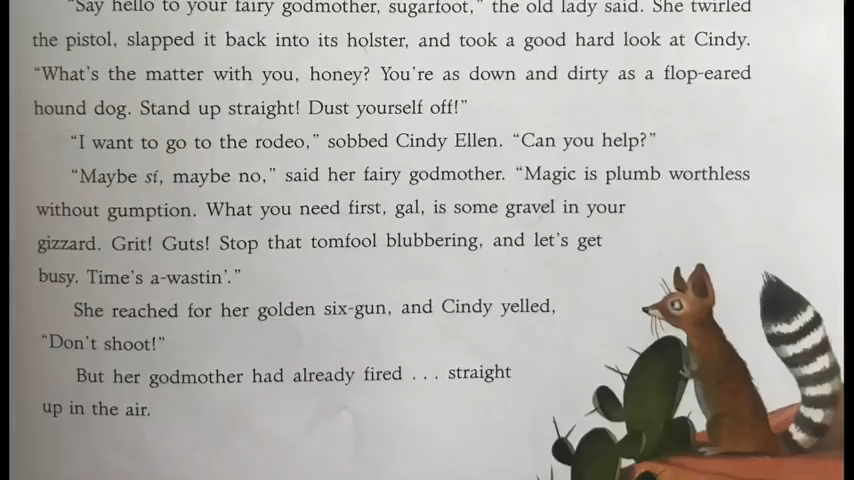 "Say hello to your fairy godmother, sugarfoot," the old lady said. She twirled
the pistol, slapped it back into its holster, and took a good hard look at Cindy.
"What's the matter with you, honey? You're as down and dirty as a flop-eared
hound dog. Stand up straight! Dust yourself off!"
"I want to go to the rodeo," sobbed Cindy Ellen. "Can you help?"
"Maybe sí, maybe no," said her fairy godmother. "Magic is plumb worthless
without gumption. What you need first, gal, is some gravel in your
gizzard. Grit! Guts! Stop that tomfool blubbering, and let's get
busy. Time's a-wastin'."
She reached for her golden six-gun, and Cindy yelled,
"Don't shoot!"
But her godmother had already fired . . . straight
up in the air.